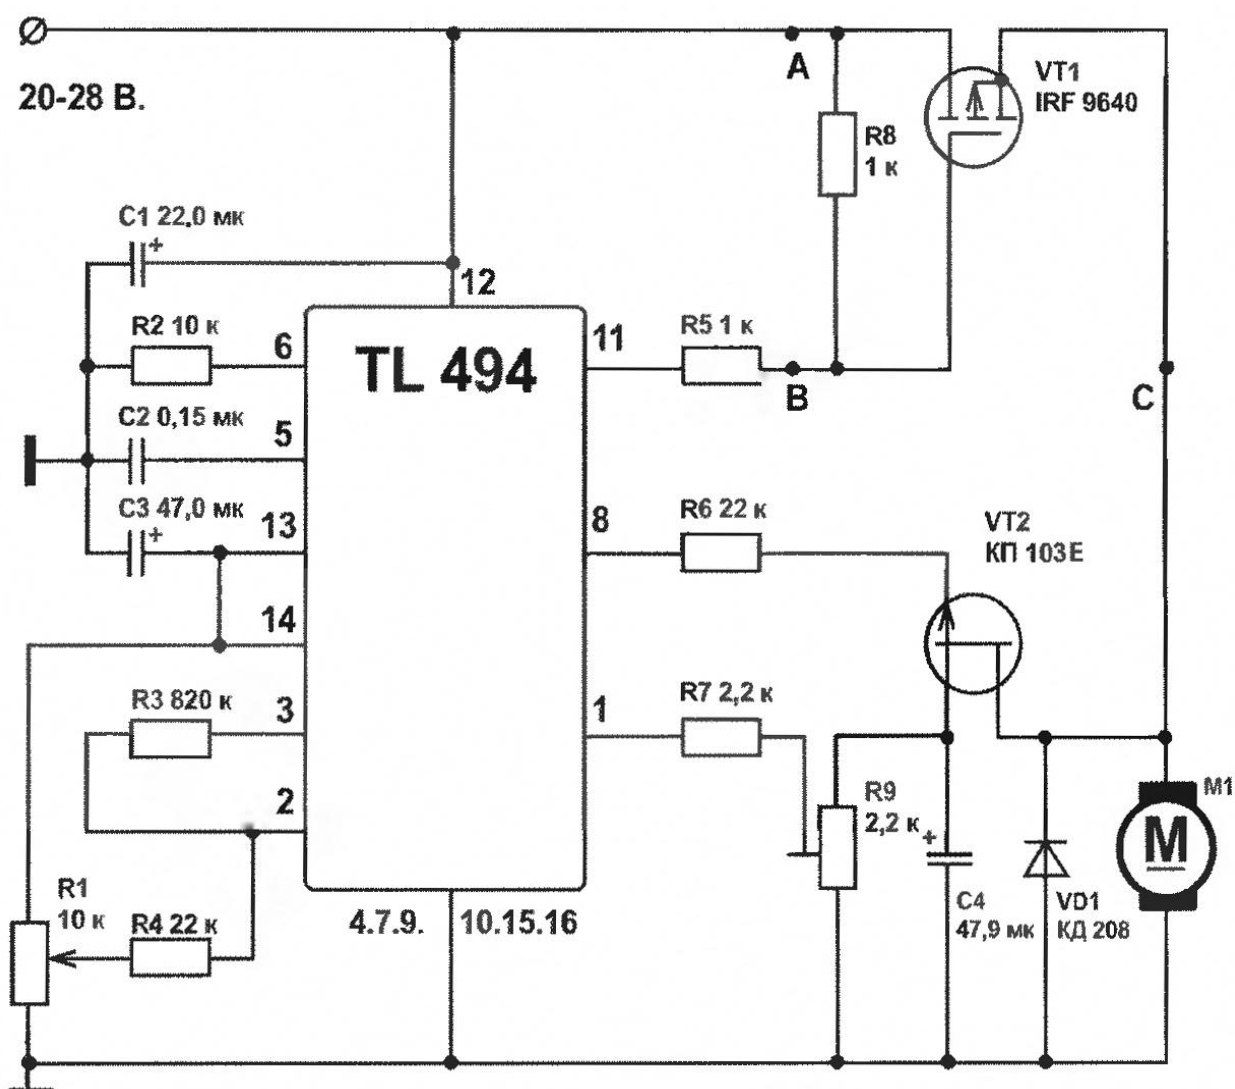 20-28 В.
A
VT1
IRF 9640
R8
1 к
C1 22,0 мк
+
12
R2 10 к
6
TL 494
11
R5 1 к
B
C
C2 0,15 мк
5
C3 47,0 мк
+
13
8
R6 22 к
VT2
КП 103Е
14
R3 820 к
3
1
R7 2,2 к
2
R9
2,2 к
+
M1
M
R1
10 к
R4 22 к
4.7.9.
10.15.16
C4
47,9 мк
VD1
КД 208